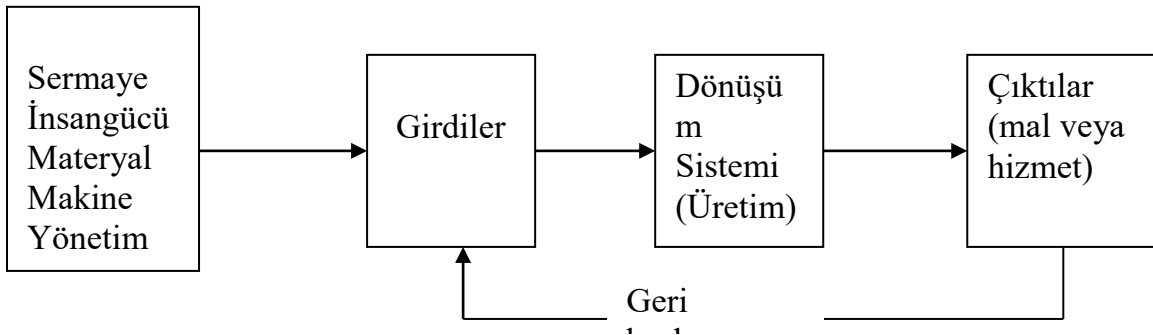 Sermaye
İnsangücü
Materyal
Makine
Yönetim
Girdiler
Dönüşü
m
Sistemi
(Üretim)
Çıktılar
(mal veya
hizmet)
Geri